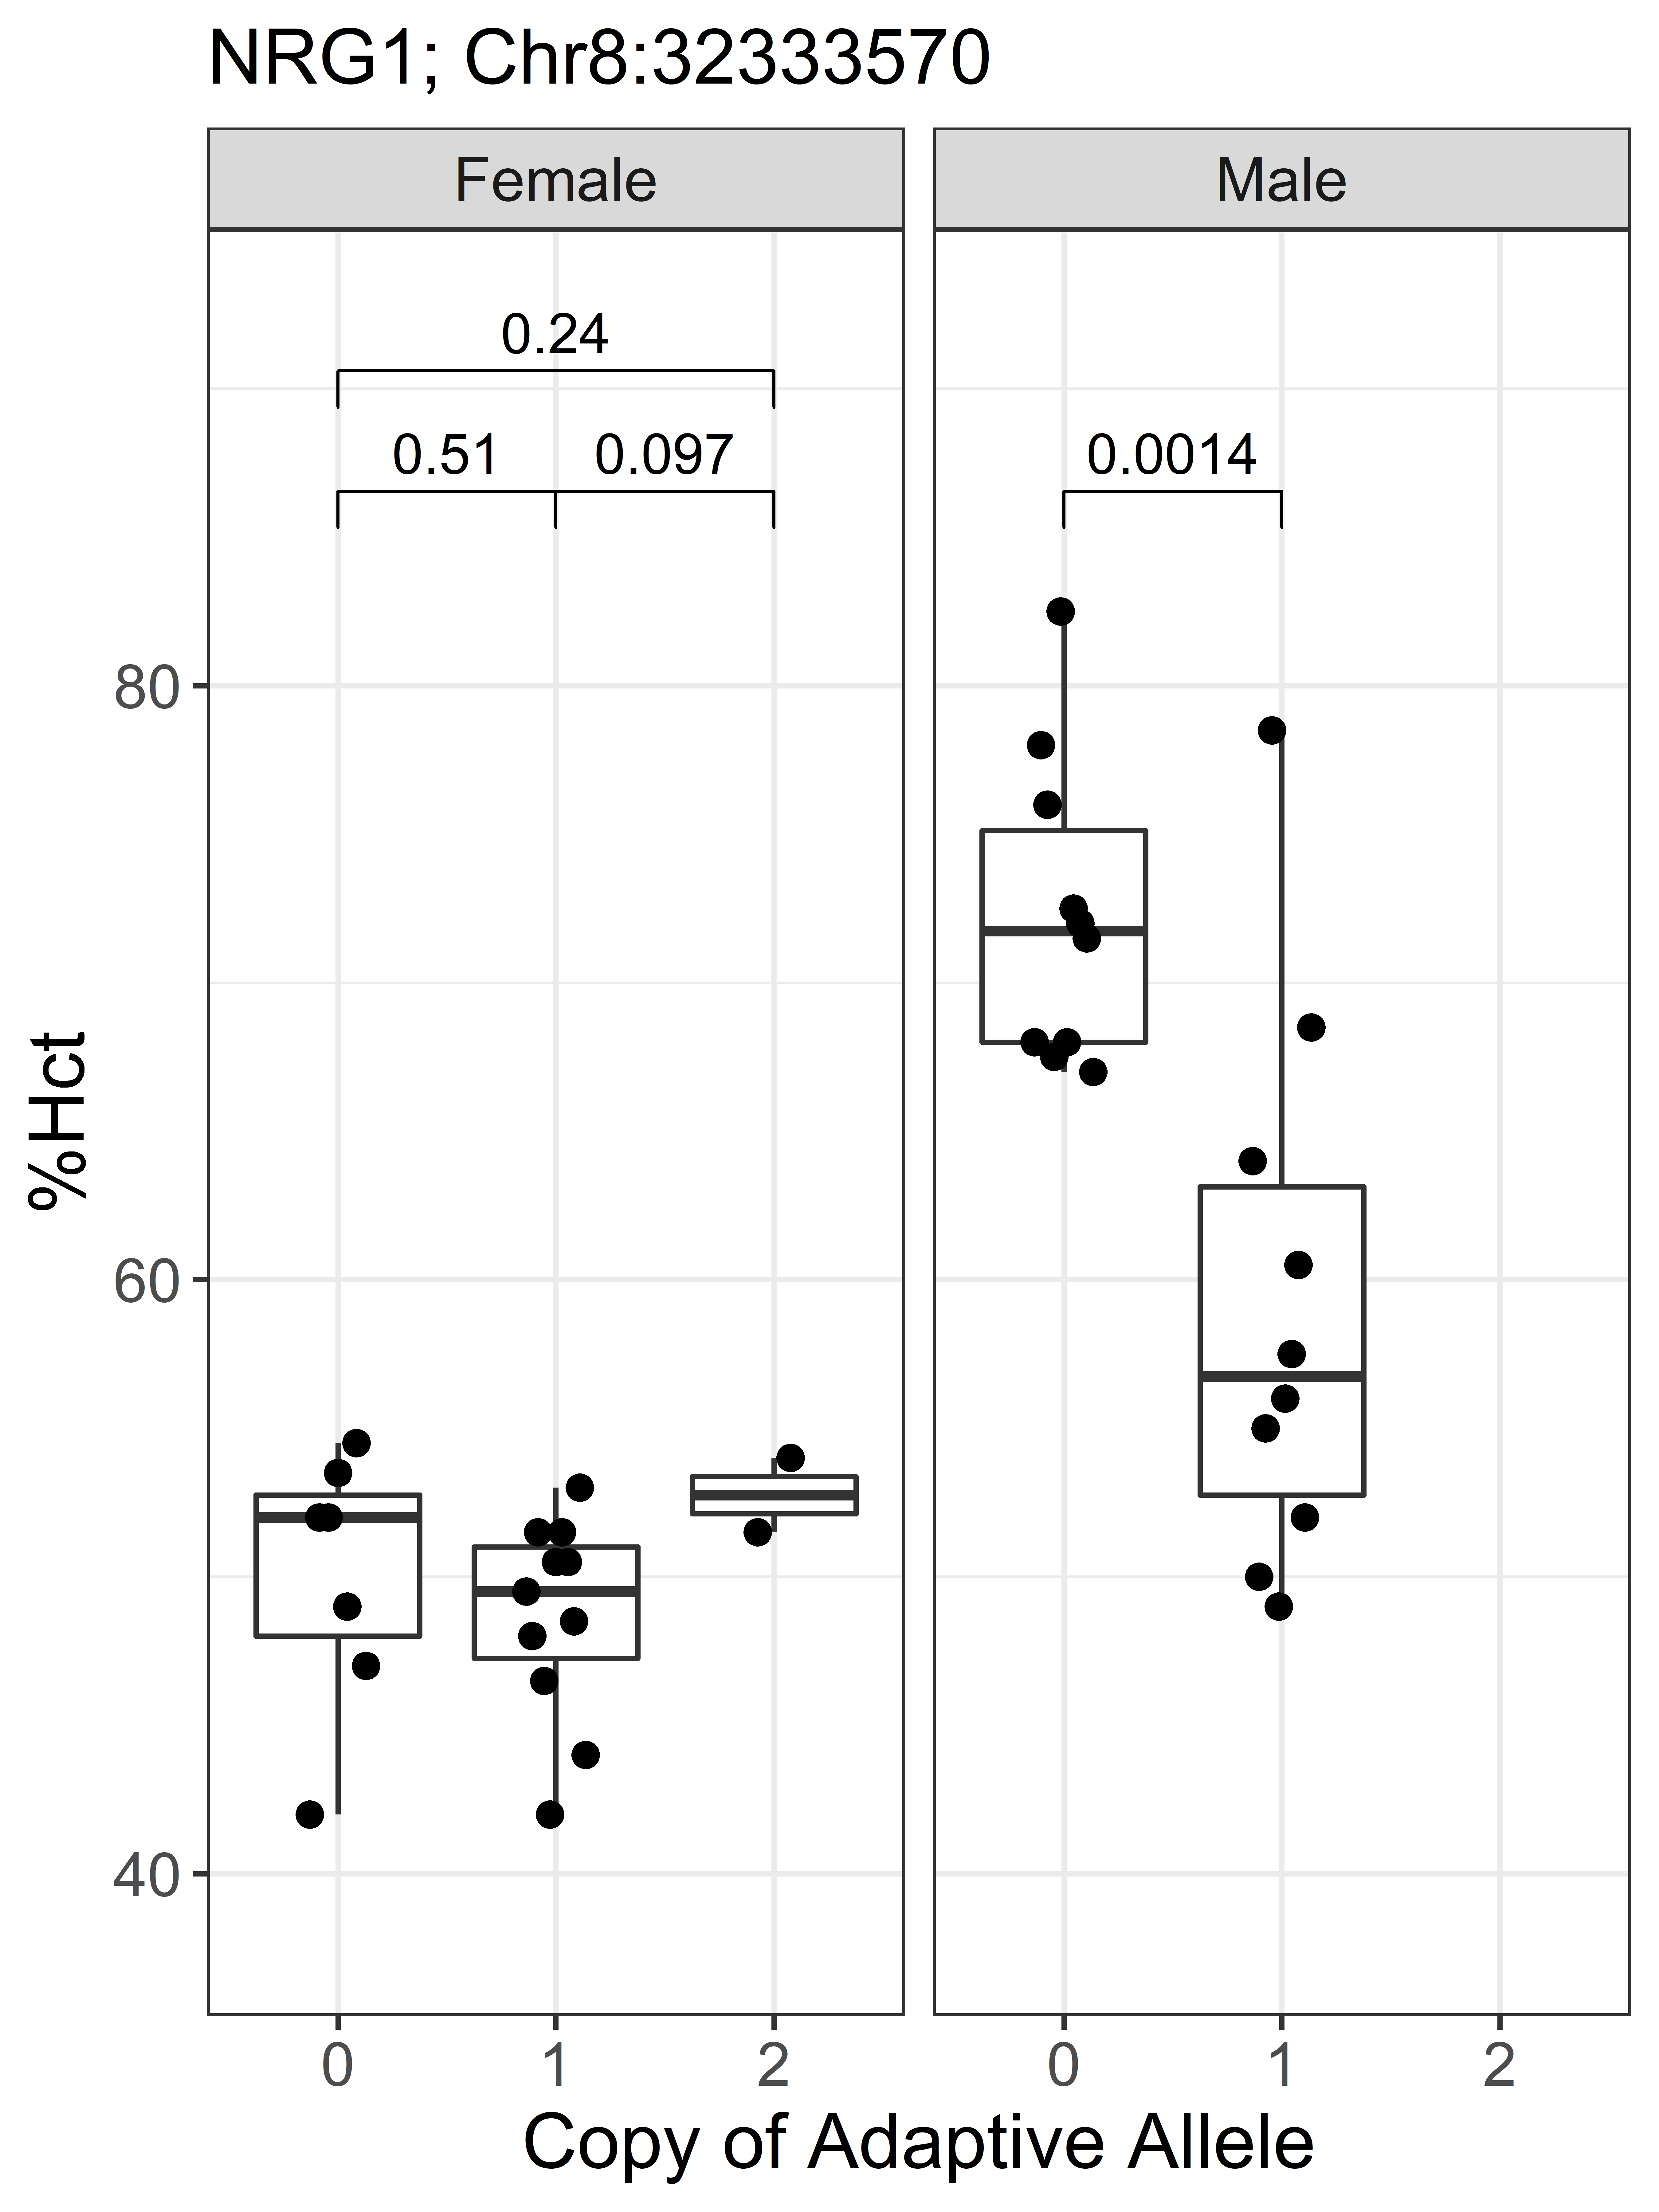 NRG1; Chr8:32333570
Female
Male
0.24
0.51
0.097
0.0014
80
60
40
%Hct
0
1
2
0
1
2
Copy of Adaptive Allele